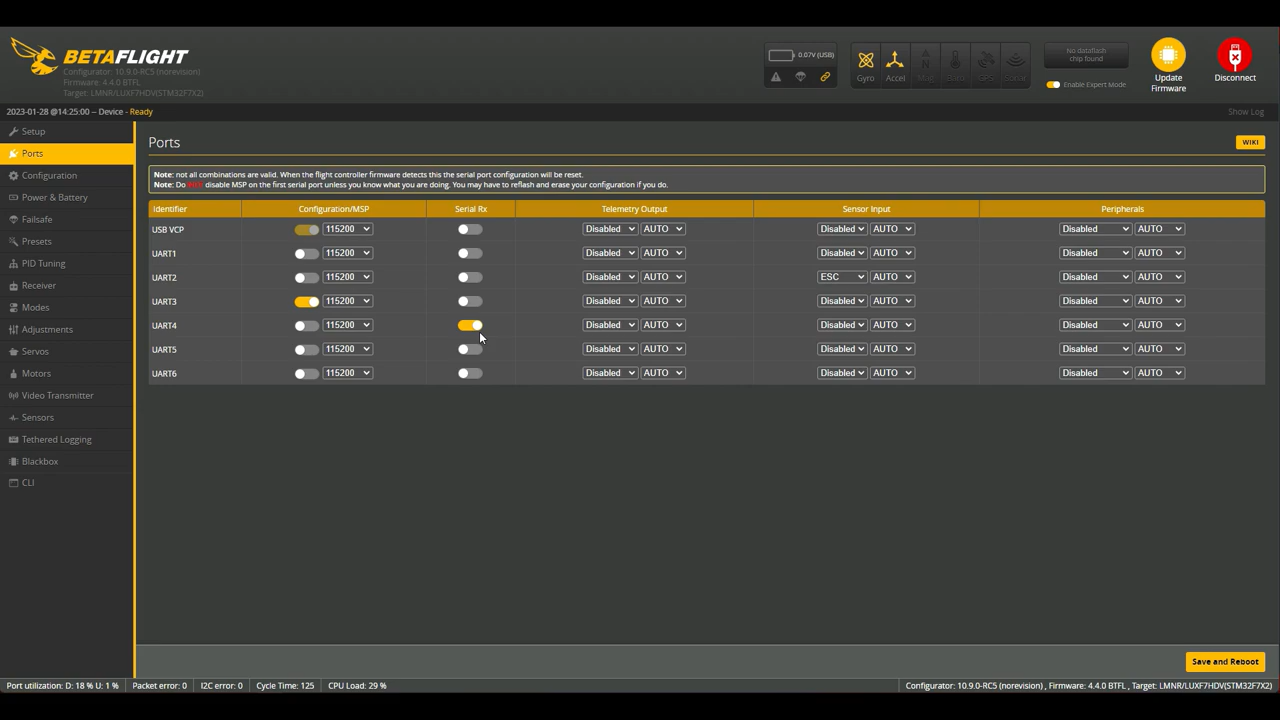 BETAFLIGHT
Configurator: 10.9.0-RC5 (norevision)
Firmware: 4.4.0 BTFL
Target: LMNR/LUXF7HDV(STM32F7X2)
0.07V (USB)
Gyro Accel Mag Baro GPS Sonar
No dataflash
chip found
Enable Expert Mode
Update
Firmware
Disconnect
2023-01-28 @14:25:00 -- Device - Ready
Show Log
Setup
Ports
Configuration
Power & Battery
Failsafe
Presets
PID Tuning
Receiver
Modes
Adjustments
Servos
Motors
Video Transmitter
Sensors
Tethered Logging
Blackbox
CLI
Ports
WIKI
Note: not all combinations are valid. When the flight controller firmware detects this the serial port configuration will be reset.
Note: Do NOT disable MSP on the first serial port unless you know what you are doing. You may have to reflash and erase your configuration if you do.
Identifier Configuration/MSP Serial Rx Telemetry Output Sensor Input Peripherals
USB VCP 115200 Disabled AUTO Disabled AUTO Disabled AUTO
UART1 115200 Disabled AUTO Disabled AUTO Disabled AUTO
UART2 115200 Disabled AUTO ESC AUTO Disabled AUTO
UART3 115200 Disabled AUTO Disabled AUTO Disabled AUTO
UART4 115200 Disabled AUTO Disabled AUTO Disabled AUTO
UART5 115200 Disabled AUTO Disabled AUTO Disabled AUTO
UART6 115200 Disabled AUTO Disabled AUTO Disabled AUTO
Save and Reboot
Port utilization: D: 18 % U: 1 % Packet error: 0 I2C error: 0 Cycle Time: 125 CPU Load: 29 % Configurator: 10.9.0-RC5 (norevision) , Firmware: 4.4.0 BTFL , Target: LMNR/LUXF7HDV(STM32F7X2)